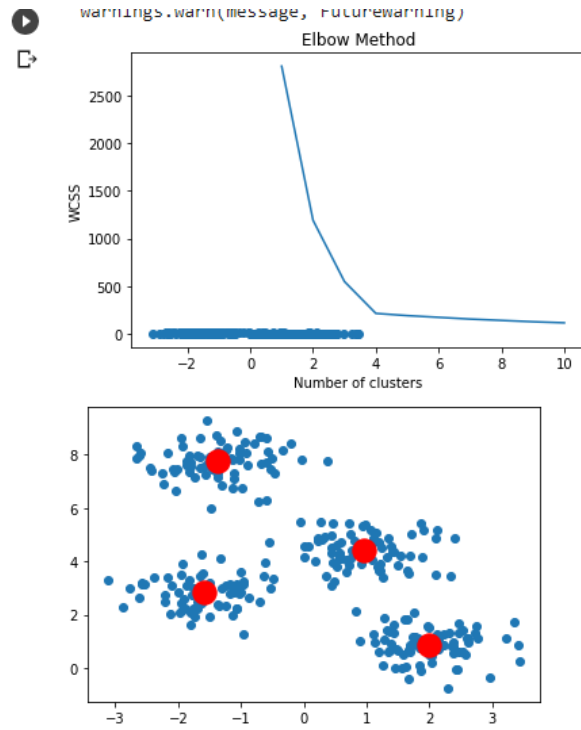 warnings.warn(message, FutureWarning)
Elbow Method
2500
2000
1500
1000
500
0
WCSS
−2 0 2 4 6 8 10
Number of clusters
8
6
4
2
0
−3 −2 −1 0 1 2 3